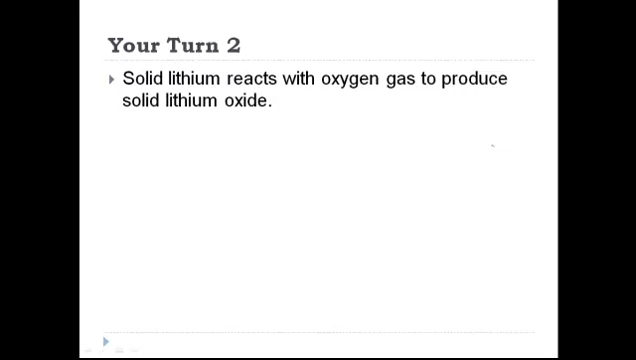 Your Turn 2
Solid lithium reacts with oxygen gas to produce
solid lithium oxide.